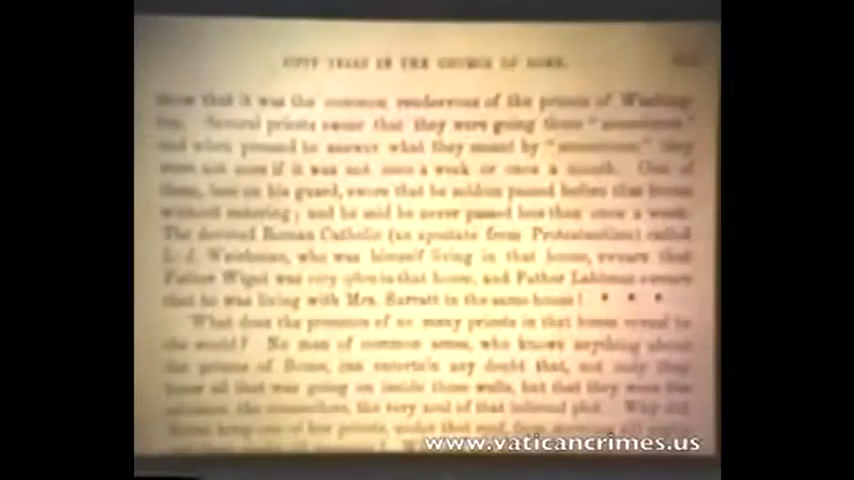 FIFTY YEARS IN THE CHURCH OF ROME.
show that it was the common rendezvous of the priests of Washing-
ton. Several priests swear that they were going there "sometimes,"
and when pressed to answer what they meant by "sometimes," they
were not sure if it was not once a week or once a month. One of
them, less on his guard, swore that he seldom passed before that house
without entering; and he said he never passed less than once a week.
The devoted Roman Catholic (an apostate from Protestantism) called
L. J. Weichman, who was himself living in that house, swears that
Father Wiget was very often in that house, and Father Lahiman swears
that he was living with Mrs. Surratt in the same house! * * *
What does the presence of so many priests in that house reveal to
the world? No man of common sense, who knows anything about
the priests of Rome, can entertain any doubt that, not only they
knew all that was going on inside those walls, but that they were the
the very soul of that infernal plot. Why did
of her priests, under that roof, from
www.vaticancrimes.us